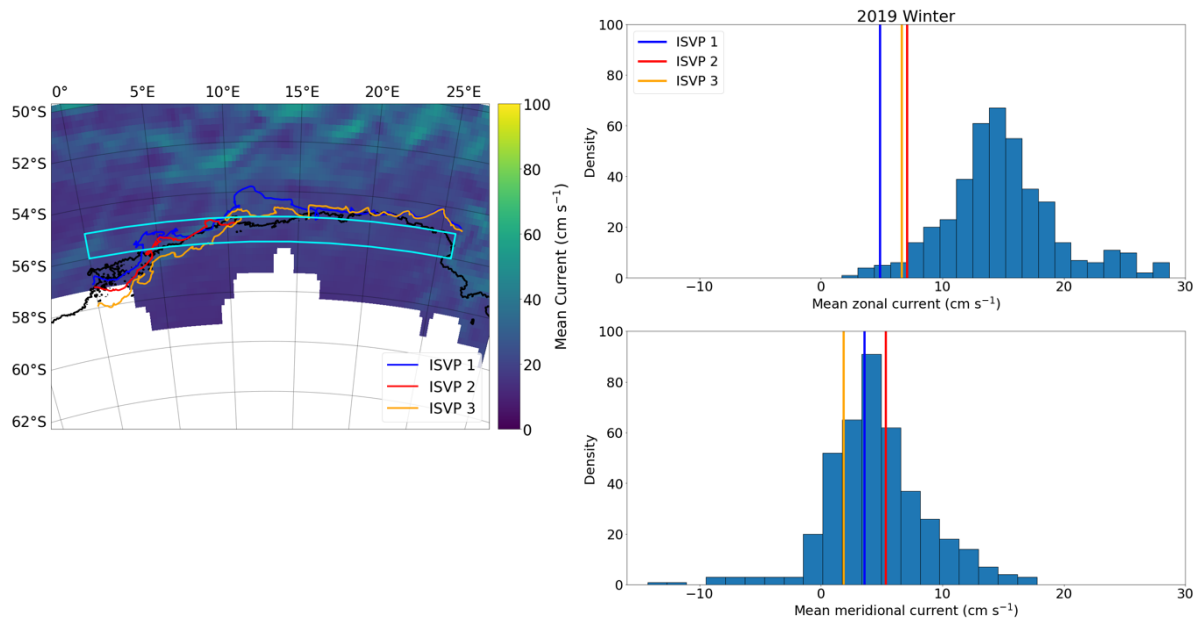 0° 5°E 10°E 15°E 20°E 25°E
50°S
52°S
54°S
56°S
58°S
60°S
62°S
ISVP 1
ISVP 2
ISVP 3
100
80
60
40
20
0
Mean Current (cm s⁻¹)
2019 Winter
100
80
60
40
20
0
Density
ISVP 1
ISVP 2
ISVP 3
−10 0 10 20 30
Mean zonal current (cm s⁻¹)
100
80
60
40
20
0
Density
−10 0 10 20 30
Mean meridional current (cm s⁻¹)